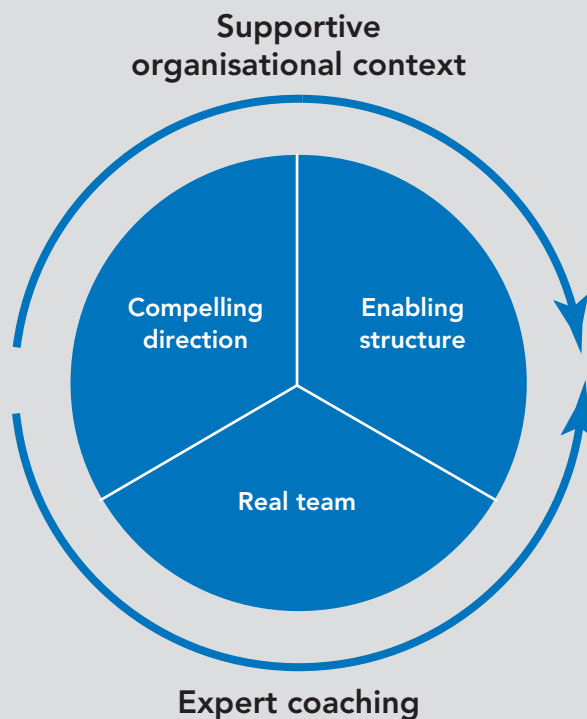 Supportive
organisational context
Compelling
direction
Enabling
structure
Real team
Expert coaching